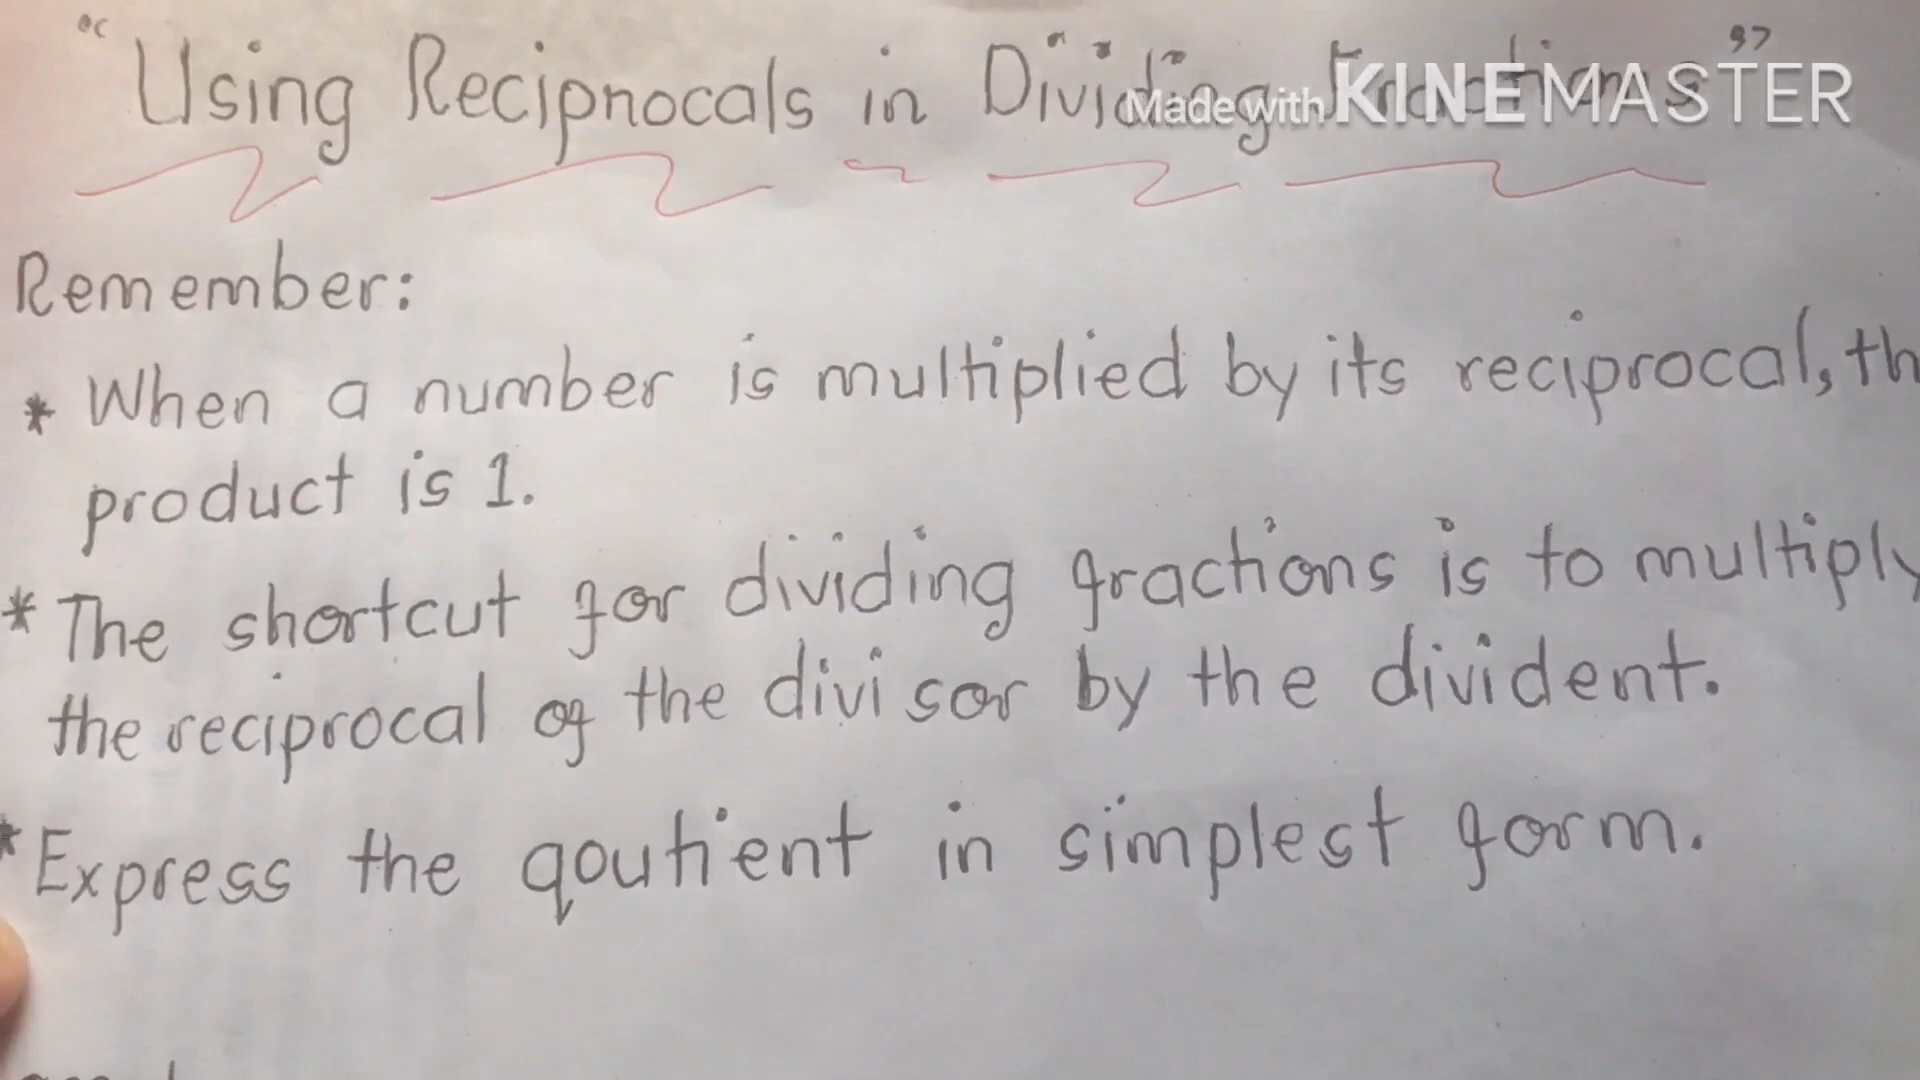 "Using Reciprocals in Dividing Fractions"
Made with KINEMASTER
Remember:
* When a number is multiplied by its reciprocal, th
product is 1.
* The shortcut for dividing fractions is to multiply
the reciprocal of the divisor by the divident.
* Express the qoutient in simplest form.